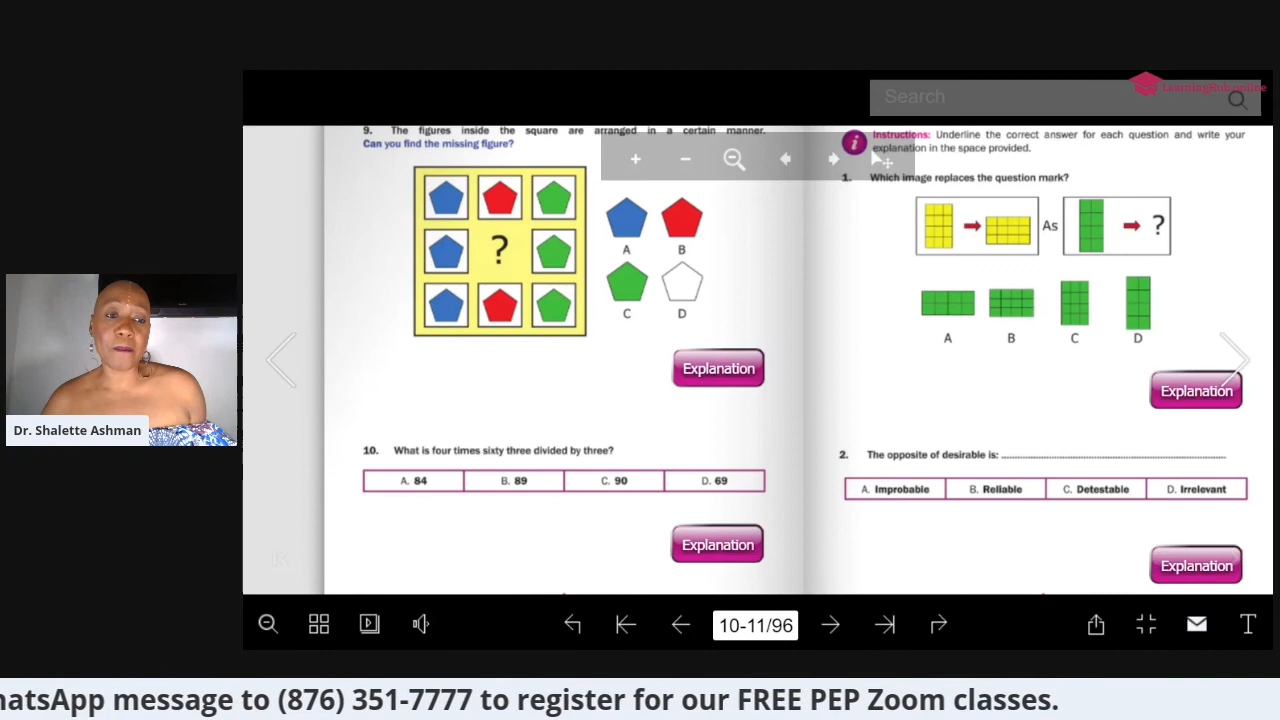 Search
LearningHub.online
9. The figures inside the square are arranged in a certain manner.
Can you find the missing figure?
?
A
B
C
D
Explanation
10. What is four times sixty three divided by three?
A. 84
B. 89
C. 90
D. 69
Explanation
i
Instructions: Underline the correct answer for each question and write your
explanation in the space provided.
1. Which image replaces the question mark?
As
?
A
B
C
D
Explanation
2. The opposite of desirable is: ...............................................................
A. Improbable
B. Reliable
C. Detestable
D. Irrelevant
Explanation
Dr. Shalette Ashman
10-11/96
T
hatsApp message to (876) 351-7777 to register for our FREE PEP Zoom classes.